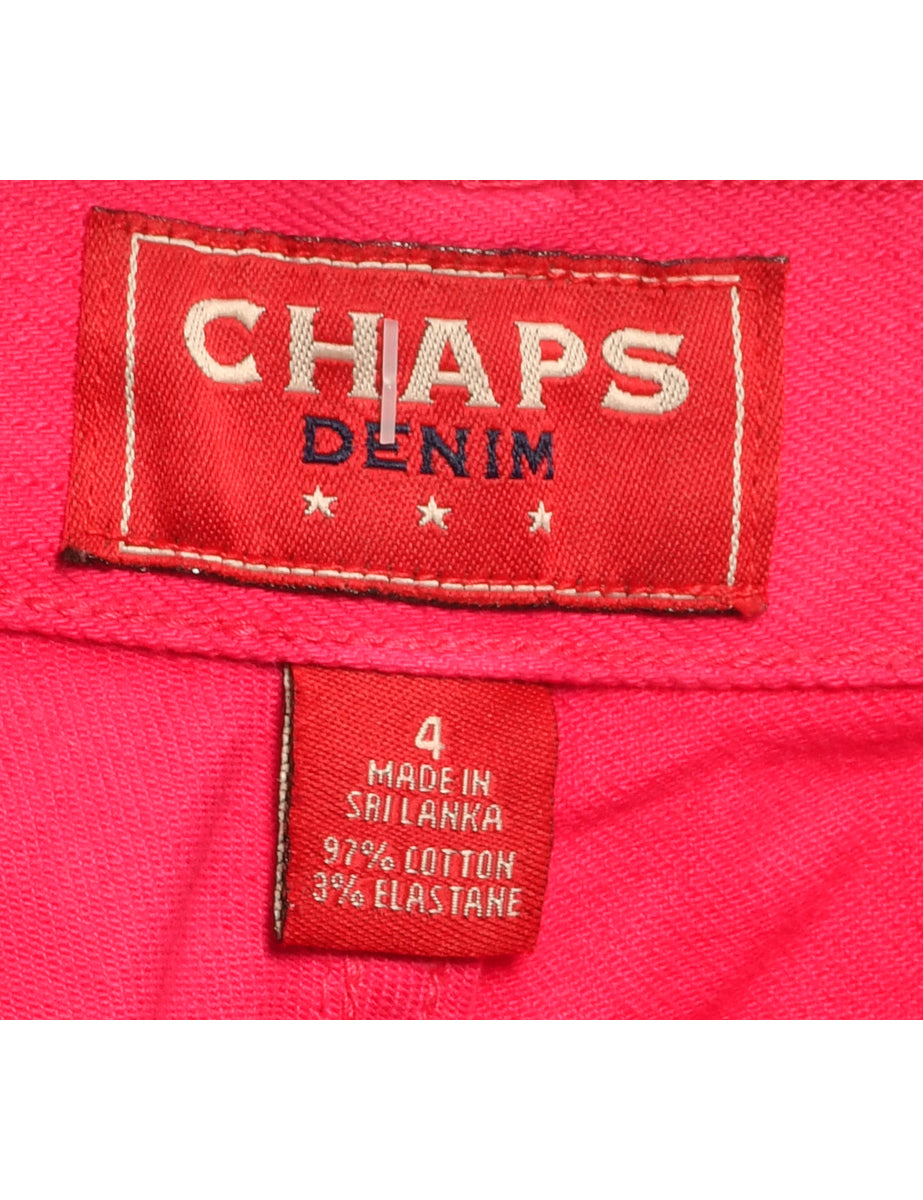 CHAPS
DENIM
4
MADE IN
SRI LANKA
97% COTTON
3% ELASTANE